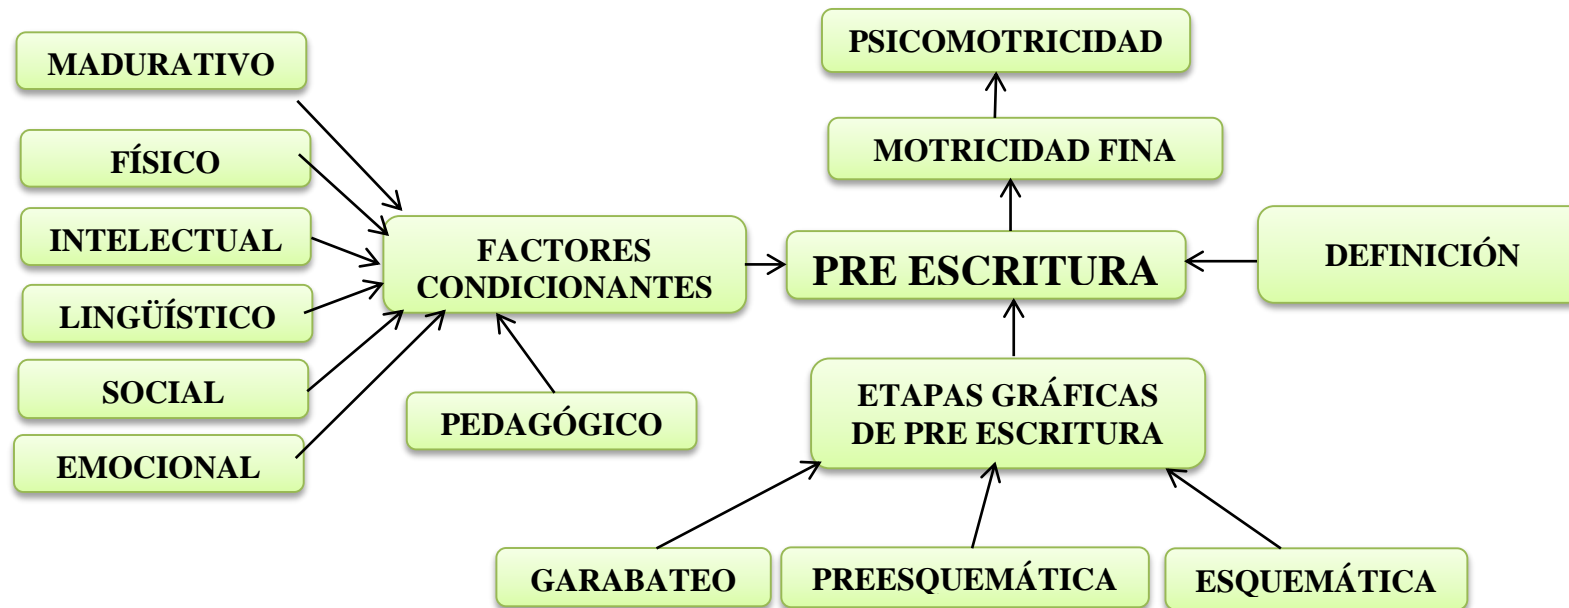 PSICOMOTRICIDAD
MADURATIVO
MOTRICIDAD FINA
FÍSICO
INTELECTUAL
FACTORES
CONDICIONANTES
PRE ESCRITURA
DEFINICIÓN
LINGÜÍSTICO
SOCIAL
PEDAGÓGICO
ETAPAS GRÁFICAS
DE PRE ESCRITURA
EMOCIONAL
GARABATEO
PREESQUEMÁTICA
ESQUEMÁTICA